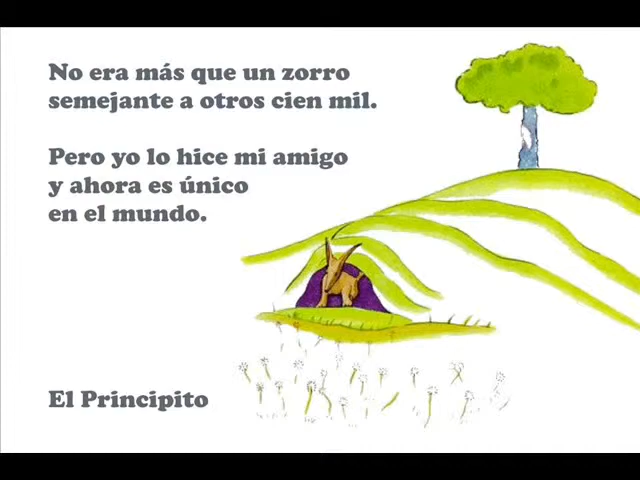 No era más que un zorro
semejante a otros cien mil.
Pero yo lo hice mi amigo
y ahora es único
en el mundo.
El Principito